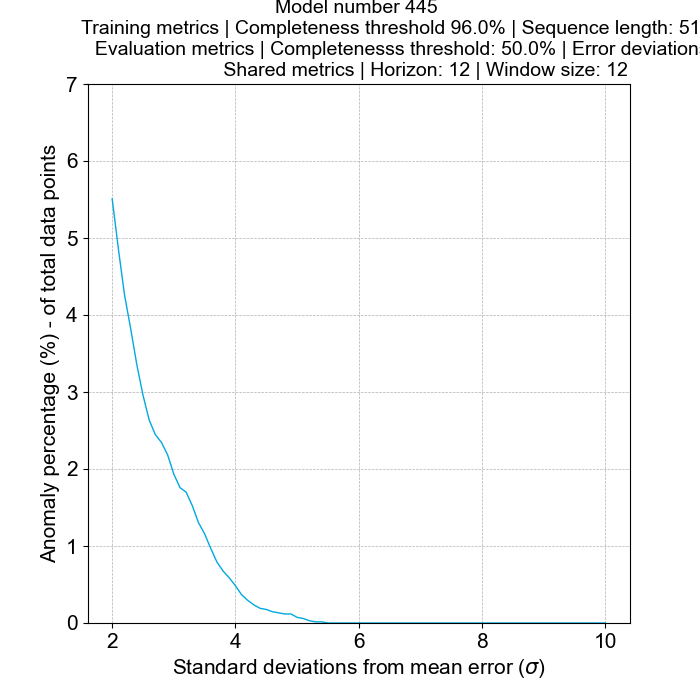 Model number 445
Training metrics | Completeness threshold 96.0% | Sequence length: 51
Evaluation metrics | Completenesss threshold: 50.0% | Error deviation
Shared metrics | Horizon: 12 | Window size: 12
7
6
5
4
3
2
1
0
Anomaly percentage (%) - of total data points
2 4 6 8 10
Standard deviations from mean error (σ)